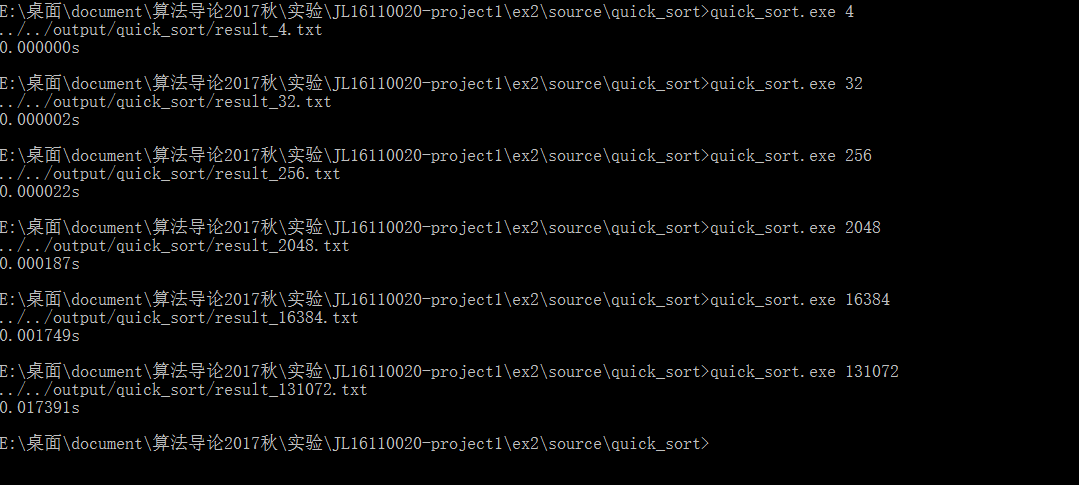 E:\桌面\document\算法导论2017秋\实验\JL16110020-project1\ex2\source\quick_sort>quick_sort.exe 4
../../output/quick_sort/result_4.txt
0.000000s
E:\桌面\document\算法导论2017秋\实验\JL16110020-project1\ex2\source\quick_sort>quick_sort.exe 32
../../output/quick_sort/result_32.txt
0.000002s
E:\桌面\document\算法导论2017秋\实验\JL16110020-project1\ex2\source\quick_sort>quick_sort.exe 256
../../output/quick_sort/result_256.txt
0.000022s
E:\桌面\document\算法导论2017秋\实验\JL16110020-project1\ex2\source\quick_sort>quick_sort.exe 2048
../../output/quick_sort/result_2048.txt
0.000187s
E:\桌面\document\算法导论2017秋\实验\JL16110020-project1\ex2\source\quick_sort>quick_sort.exe 16384
../../output/quick_sort/result_16384.txt
0.001749s
E:\桌面\document\算法导论2017秋\实验\JL16110020-project1\ex2\source\quick_sort>quick_sort.exe 131072
../../output/quick_sort/result_131072.txt
0.017391s
E:\桌面\document\算法导论2017秋\实验\JL16110020-project1\ex2\source\quick_sort>